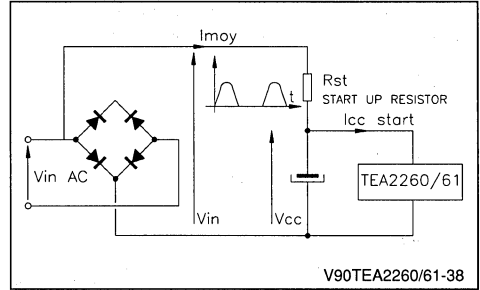 Imoy
Rst
START UP RESISTOR
t
Icc start
Vin AC
TEA2260/61
Vin
Vcc
V90TEA2260/61-38